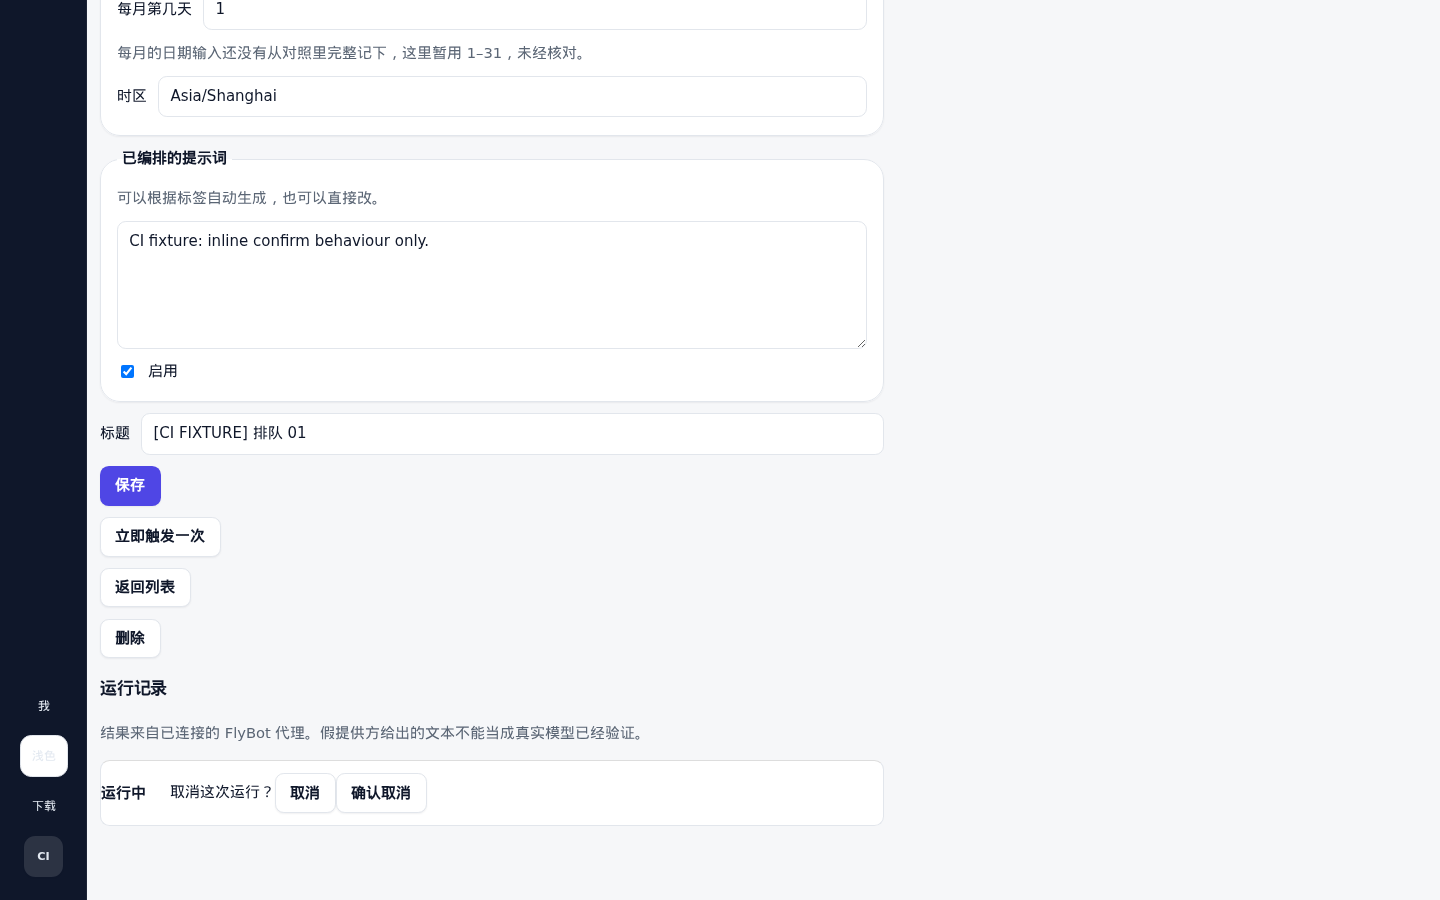 每月第几天 1
每月的日期输入还没有从对照里完整记下，这里暂用 1–31，未经核对。
时区 Asia/Shanghai
已编排的提示词
可以根据标签自动生成，也可以直接改。
CI fixture: inline confirm behaviour only.
启用
标题 [CI FIXTURE] 排队 01
保存
立即触发一次
返回列表
删除
运行记录
结果来自已连接的 FlyBot 代理。假提供方给出的文本不能当成真实模型已经验证。
运行中 取消这次运行？ 取消 确认取消
我
浅色
下载
CI